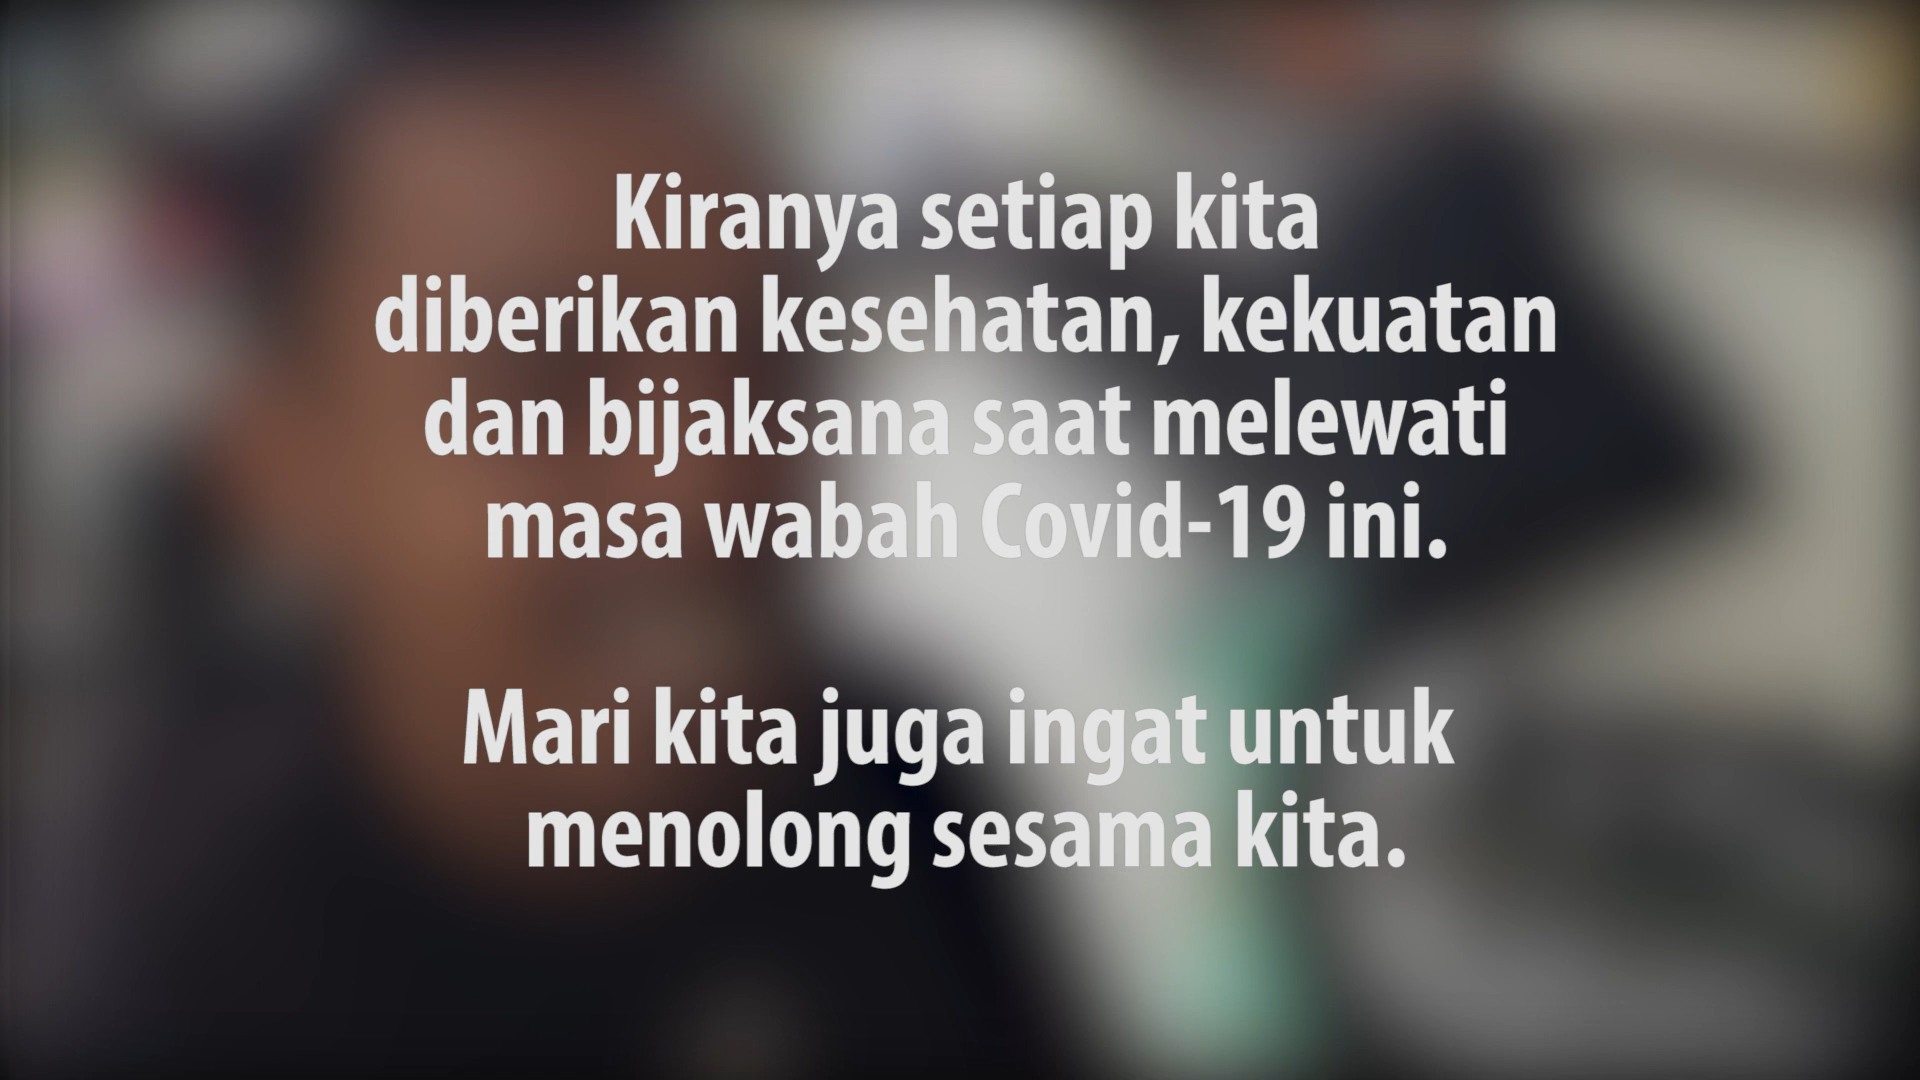 Kiranya setiap kita
diberikan kesehatan, kekuatan
dan bijaksana saat melewati
masa wabah Covid-19 ini.
Mari kita juga ingat untuk
menolong sesama kita.